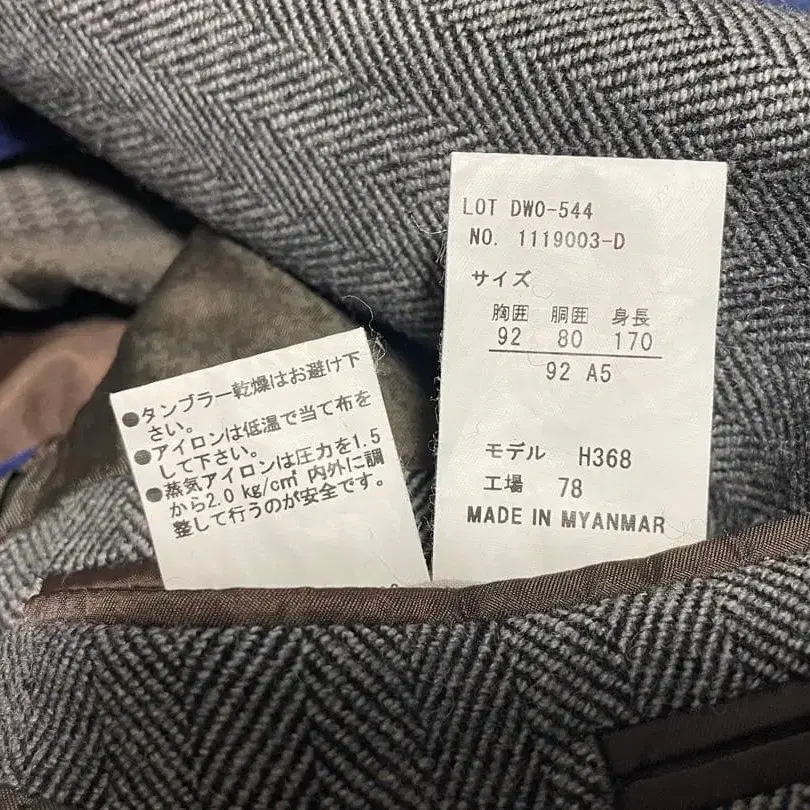 LOT DWO-544
NO. 1119003-D
サイズ
胸囲 胴囲 身長
92 80 170
92 A5
モデル H368
工場 78
MADE IN MYANMAR
●タンブラー乾燥はお避け下
さい。
●アイロンは低温で当て布を
して下さい。
●蒸気アイロンは圧力を1.5
から2.0 kg/c㎡ 内外に調
整して行うのが安全です。